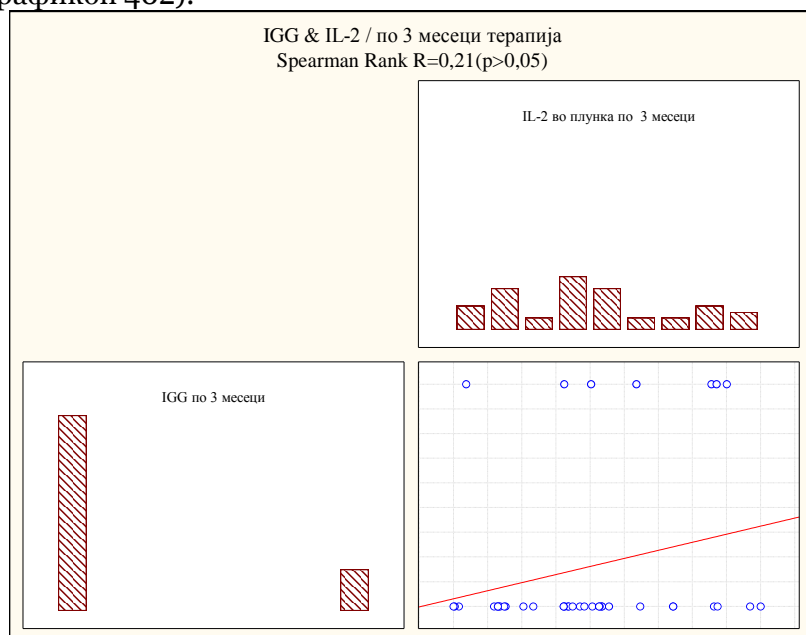 IGG & IL-2 / по 3 месеци терапија
Spearman Rank R=0,21(p>0,05)
IL-2 во плунка по 3 месеци
IGG по 3 месеци